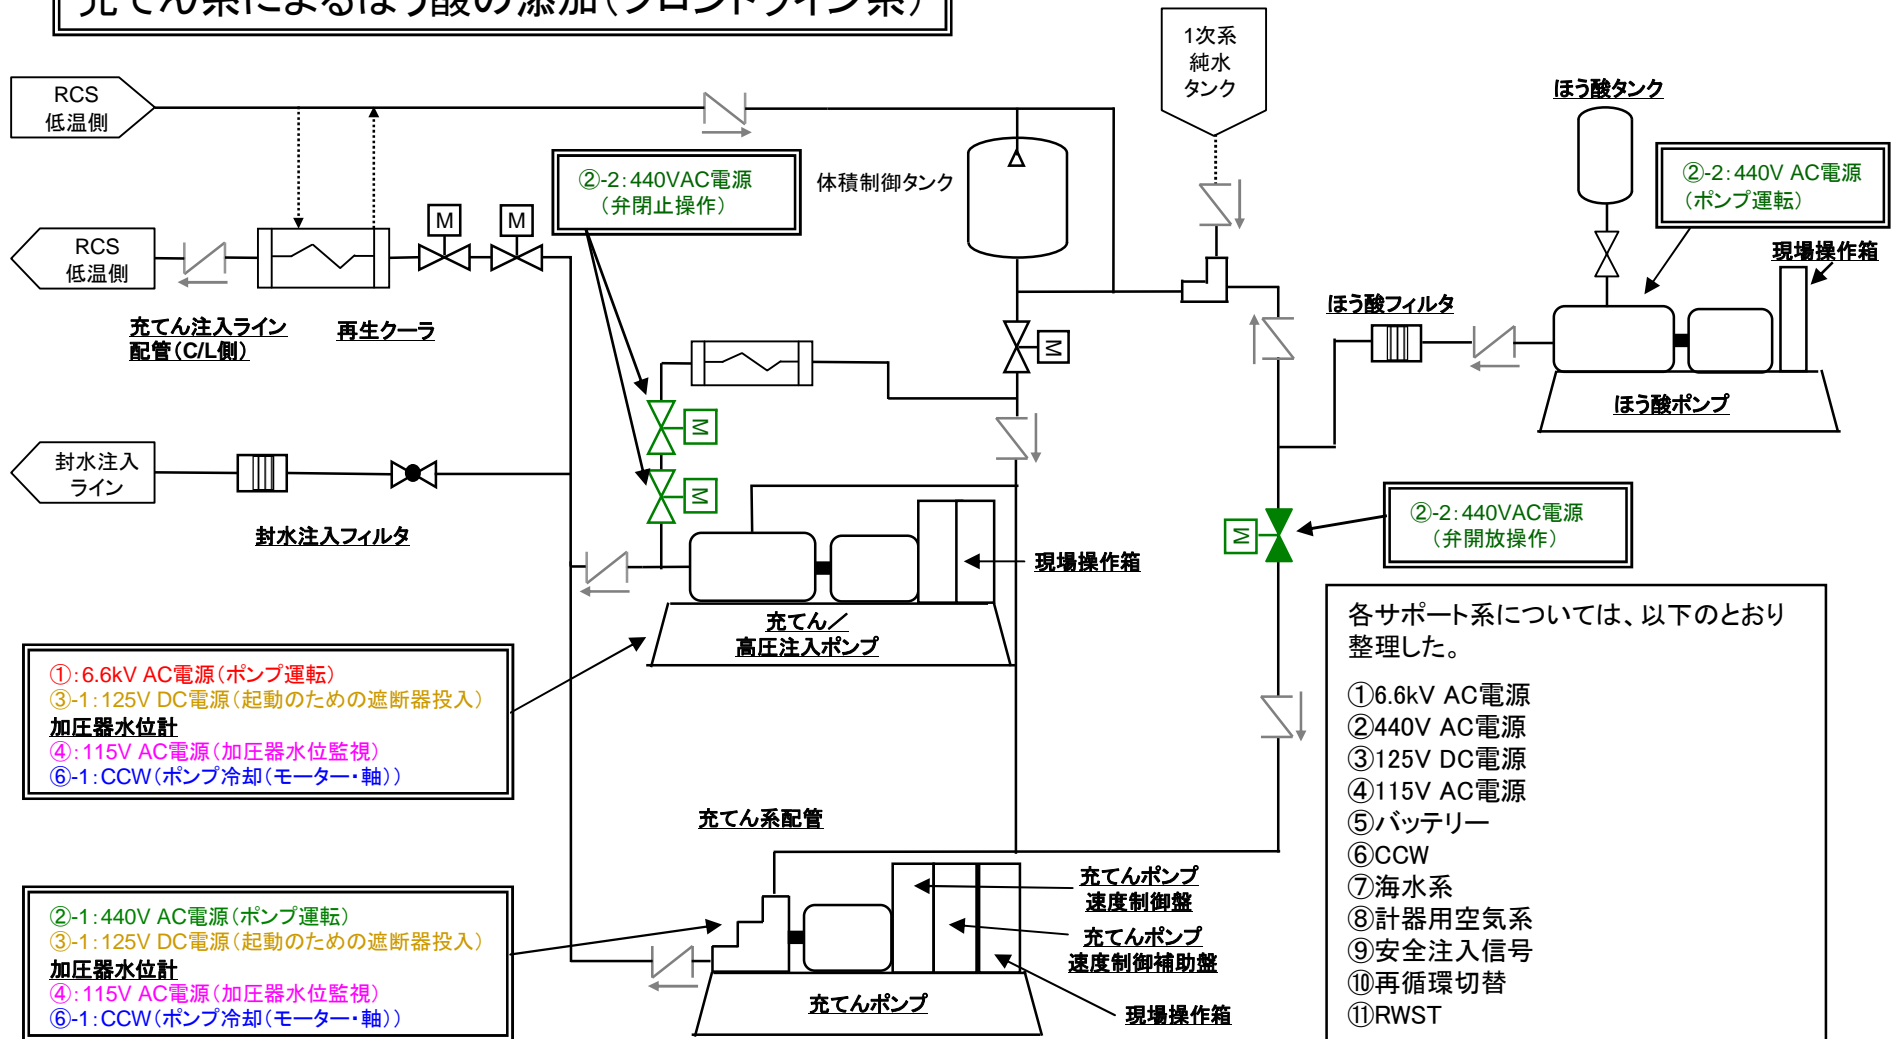 充てん系によるほう酸の添加(フロントライン系)
1次系
純水
タンク
RCS
低温側
ほう酸タンク
②-2:440VAC電源
(弁閉止操作)
体積制御タンク
②-2:440V AC電源
(ポンプ運転)
現場操作箱
RCS
低温側
M
M
充てん注入ライン
配管(C/L側)
再生クーラ
ほう酸フィルタ
M
ほう酸ポンプ
M
封水注入
ライン
M
封水注入フィルタ
②-2:440VAC電源
(弁開放操作)
M
現場操作箱
充てん/
高圧注入ポンプ
①:6.6kV AC電源(ポンプ運転)
③-1:125V DC電源(起動のための遮断器投入)
加圧器水位計
④:115V AC電源(加圧器水位監視)
⑥-1:CCW(ポンプ冷却(モーター・軸))
各サポート系については、以下のとおり
整理した。
①6.6kV AC電源
②440V AC電源
③125V DC電源
④115V AC電源
⑤バッテリー
⑥CCW
⑦海水系
⑧計器用空気系
⑨安全注入信号
⑩再循環切替
⑪RWST
充てん系配管
充てんポンプ
速度制御盤
充てんポンプ
速度制御補助盤
現場操作箱
充てんポンプ
②-1:440V AC電源(ポンプ運転)
③-1:125V DC電源(起動のための遮断器投入)
加圧器水位計
④:115V AC電源(加圧器水位監視)
⑥-1:CCW(ポンプ冷却(モーター・軸))